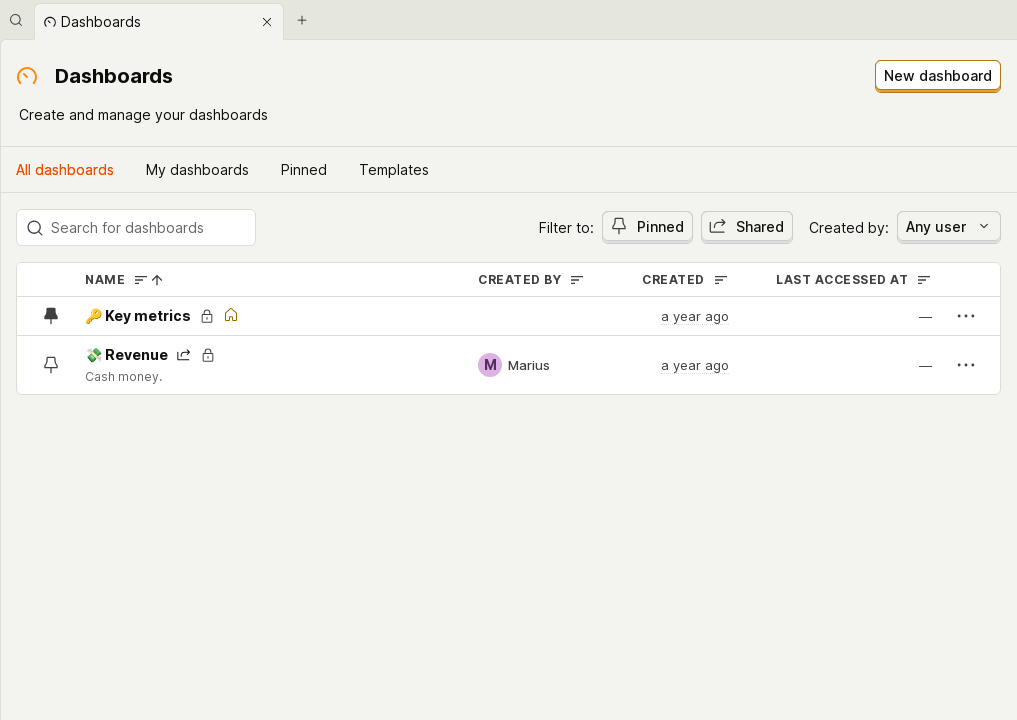 Dashboards
Dashboards
New dashboard
Create and manage your dashboards
All dashboards My dashboards Pinned Templates
Search for dashboards
Filter to: Pinned Shared Created by: Any user
NAME CREATED BY CREATED LAST ACCESSED AT
🔑 Key metrics a year ago —
💸 Revenue
Cash money.
M Marius a year ago —